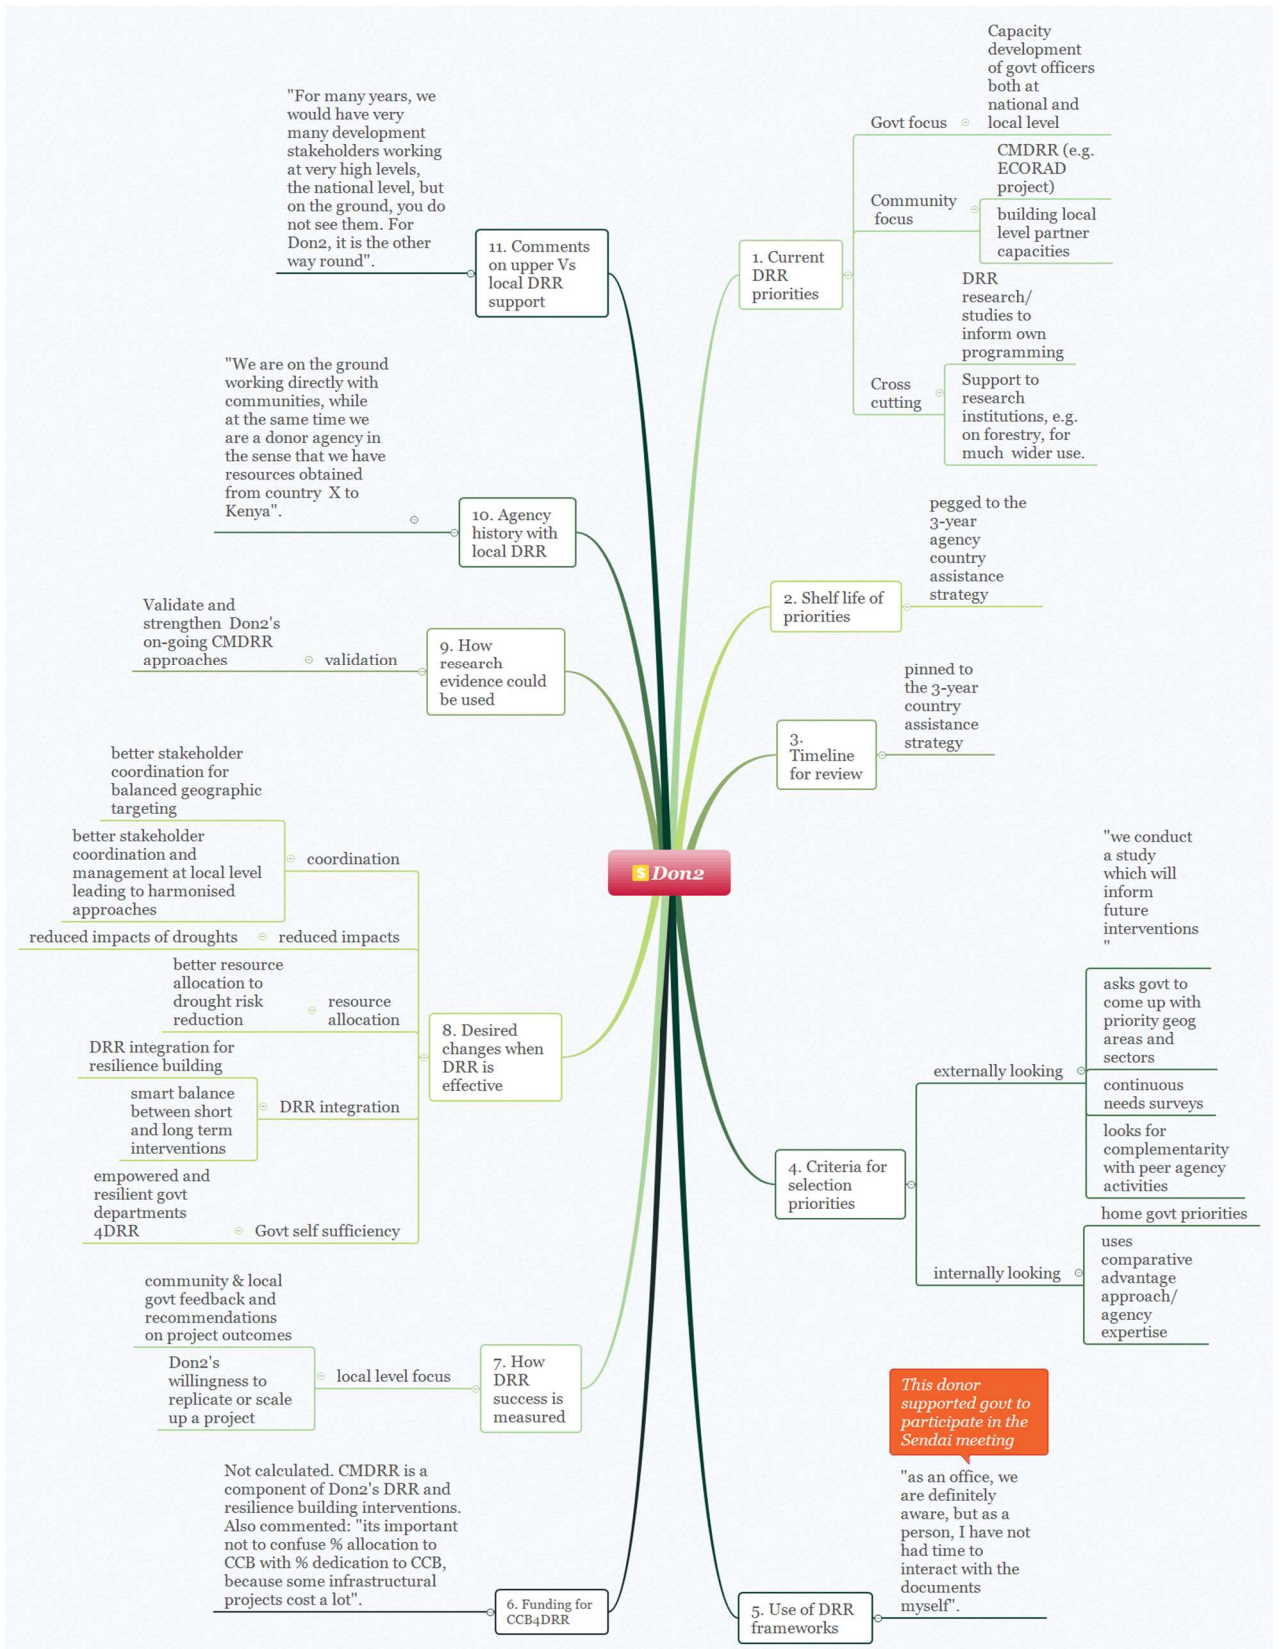 Don2
1. Current
DRR
priorities
Govt focus
Capacity
development
of govt officers
both at
national and
local level
Community
focus
CMDRR (e.g.
ECORAD
project)
building local
level partner
capacities
Cross
cutting
DRR
research/
studies to
inform own
programming
Support to
research
institutions, e.g.
on forestry, for
much wider use.
2. Shelf life of
priorities
pegged to the
3-year
agency
country
assistance
strategy
3.
Timeline
for review
pinned to
the 3-year
country
assistance
strategy
4. Criteria for
selection
priorities
externally looking
"we conduct
a study
which will
inform
future
interventions
"
asks govt to
come up with
priority geog
areas and
sectors
continuous
needs surveys
looks for
complementarity
with peer agency
activities
internally looking
home govt priorities
uses
comparative
advantage
approach/
agency
expertise
5. Use of DRR
frameworks
This donor
supported govt to
participate in the
Sendai meeting
"as an office, we
are definitely
aware, but as a
person, I have not
had time to
interact with the
documents
myself".
6. Funding for
CCB4DRR
Not calculated. CMDRR is a
component of Don2's DRR and
resilience building interventions.
Also commented: "its important
not to confuse % allocation to
CCB with % dedication to CCB,
because some infrastructural
projects cost a lot".
7. How
DRR
success is
measured
local level focus
community & local
govt feedback and
recommendations
on project outcomes
Don2's
willingness to
replicate or scale
up a project
8. Desired
changes when
DRR is
effective
coordination
better stakeholder
coordination for
balanced geographic
targeting
better stakeholder
coordination and
management at local level
leading to harmonised
approaches
reduced impacts
reduced impacts of droughts
resource
allocation
better resource
allocation to
drought risk
reduction
DRR integration
DRR integration for
resilience building
smart balance
between short
and long term
interventions
Govt self sufficiency
empowered and
resilient govt
departments
4DRR
9. How
research
evidence could
be used
validation
Validate and
strengthen Don2's
on-going CMDRR
approaches
10. Agency
history with
local DRR
"We are on the ground
working directly with
communities, while
at the same time we
are a donor agency in
the sense that we have
resources obtained
from country X to
Kenya".
11. Comments
on upper Vs
local DRR
support
"For many years, we
would have very
many development
stakeholders working
at very high levels,
the national level, but
on the ground, you do
not see them. For
Don2, it is the other
way round".